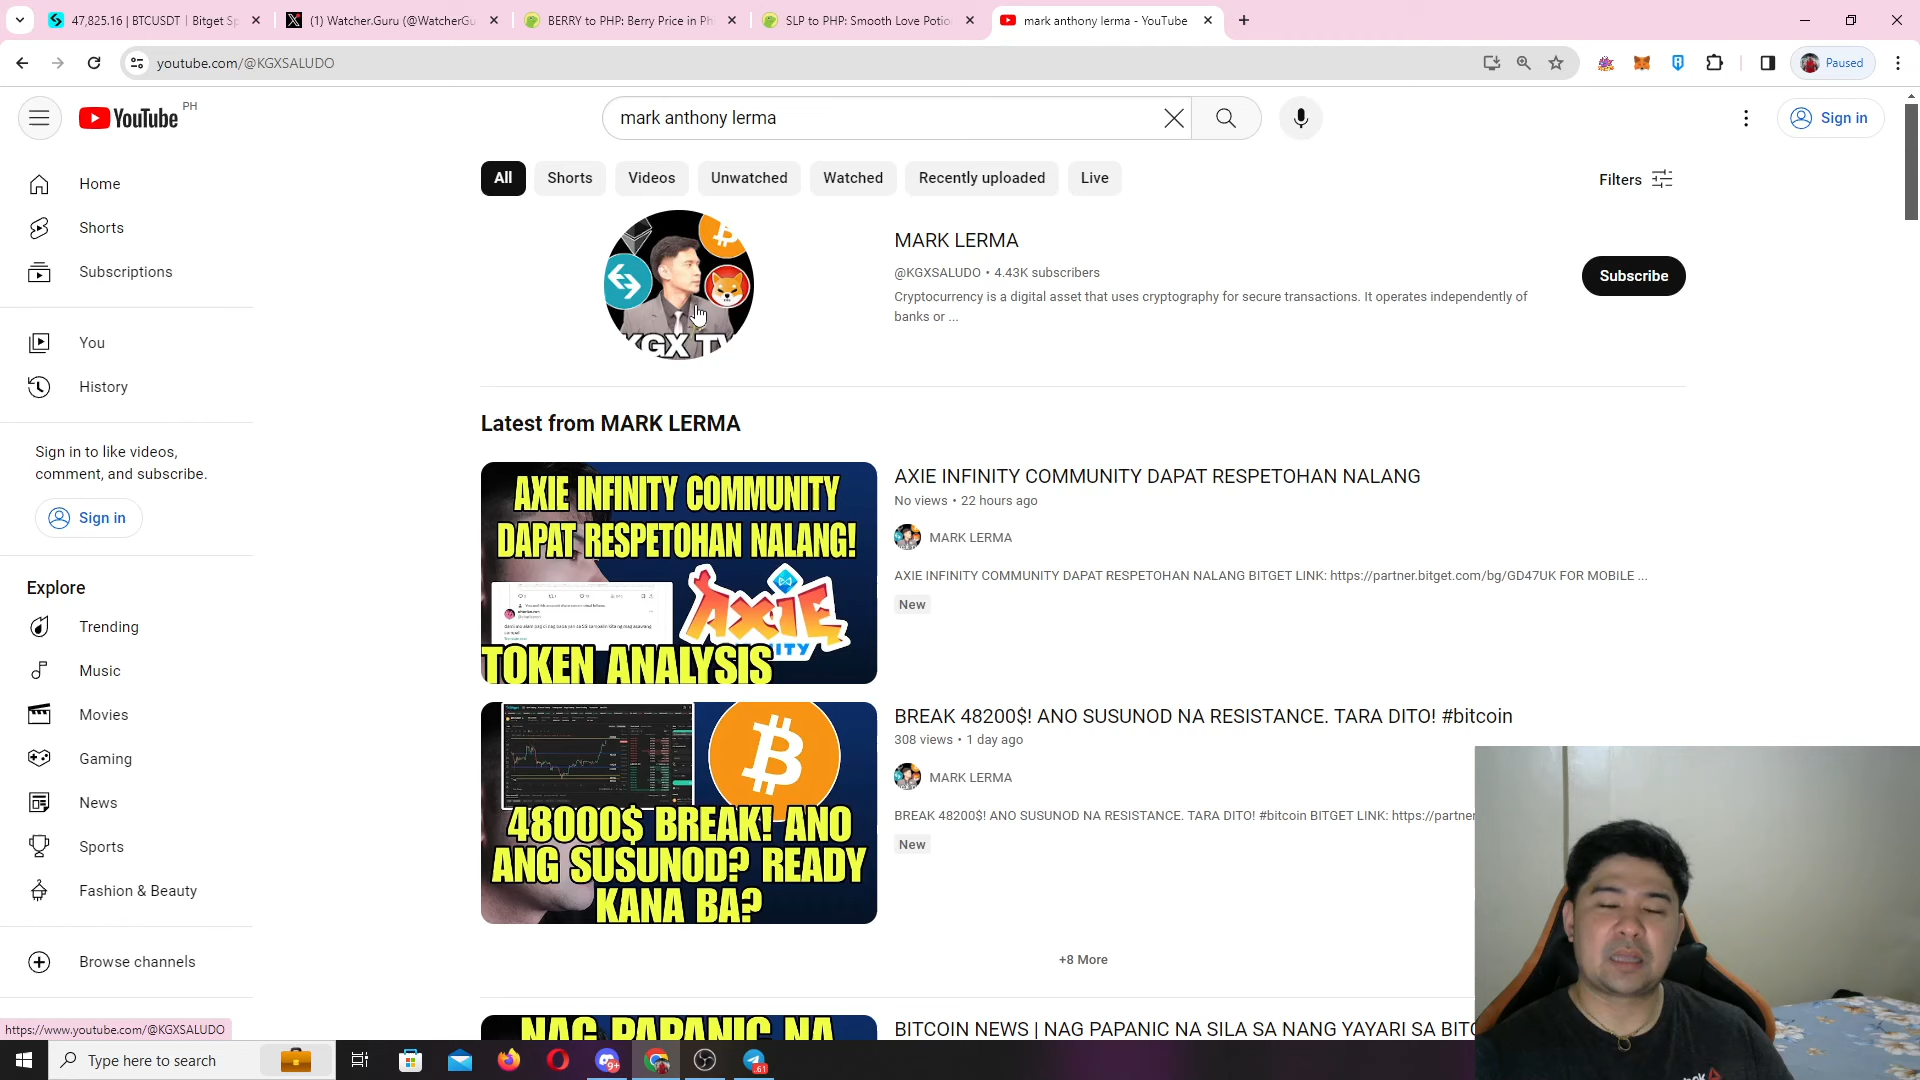 47,825.16 | BTCUSDT | Bitget Sp
(1) Watcher.Guru (@WatcherGu
BERRY to PHP: Berry Price in Ph
SLP to PHP: Smooth Love Potio
mark anthony lerma - YouTube
youtube.com/@KGXSALUDO
Paused
YouTube PH
mark anthony lerma
Sign in
Home
Shorts
Subscriptions
You
History
Sign in to like videos,
comment, and subscribe.
Sign in
Explore
Trending
Music
Movies
Gaming
News
Sports
Fashion & Beauty
Browse channels
https://www.youtube.com/@KGXSALUDO
All
Shorts
Videos
Unwatched
Watched
Recently uploaded
Live
Filters
KGX TV
MARK LERMA
@KGXSALUDO • 4.43K subscribers
Cryptocurrency is a digital asset that uses cryptography for secure transactions. It operates independently of
banks or ...
Subscribe
Latest from MARK LERMA
AXIE INFINITY COMMUNITY
DAPAT RESPETOHAN NALANG!
AXIE
TOKEN ANALYSIS
AXIE INFINITY COMMUNITY DAPAT RESPETOHAN NALANG
No views • 22 hours ago
MARK LERMA
AXIE INFINITY COMMUNITY DAPAT RESPETOHAN NALANG BITGET LINK: https://partner.bitget.com/bg/GD47UK FOR MOBILE ...
New
48000$ BREAK! ANO
ANG SUSUNOD? READY
KANA BA?
BREAK 48200$! ANO SUSUNOD NA RESISTANCE. TARA DITO! #bitcoin
308 views • 1 day ago
MARK LERMA
BREAK 48200$! ANO SUSUNOD NA RESISTANCE. TARA DITO! #bitcoin BITGET LINK: https://partner
New
+8 More
NAG PAPANIC NA
BITCOIN NEWS | NAG PAPANIC NA SILA SA NANG YAYARI SA BITC
Type here to search
9+
61